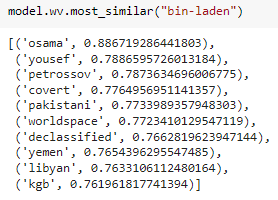 model.wv.most_similar("bin-laden")
[('osama', 0.886719286441803),
('yousef', 0.7886595726013184),
('petrossov', 0.7873634696006775),
('covert', 0.7764956951141357),
('pakistani', 0.7733989357948303),
('worldspace', 0.7723410129547119),
('declassified', 0.7662819623947144),
('yemen', 0.7654396295547485),
('libyan', 0.7633106112480164),
('kgb', 0.761961817741394)]